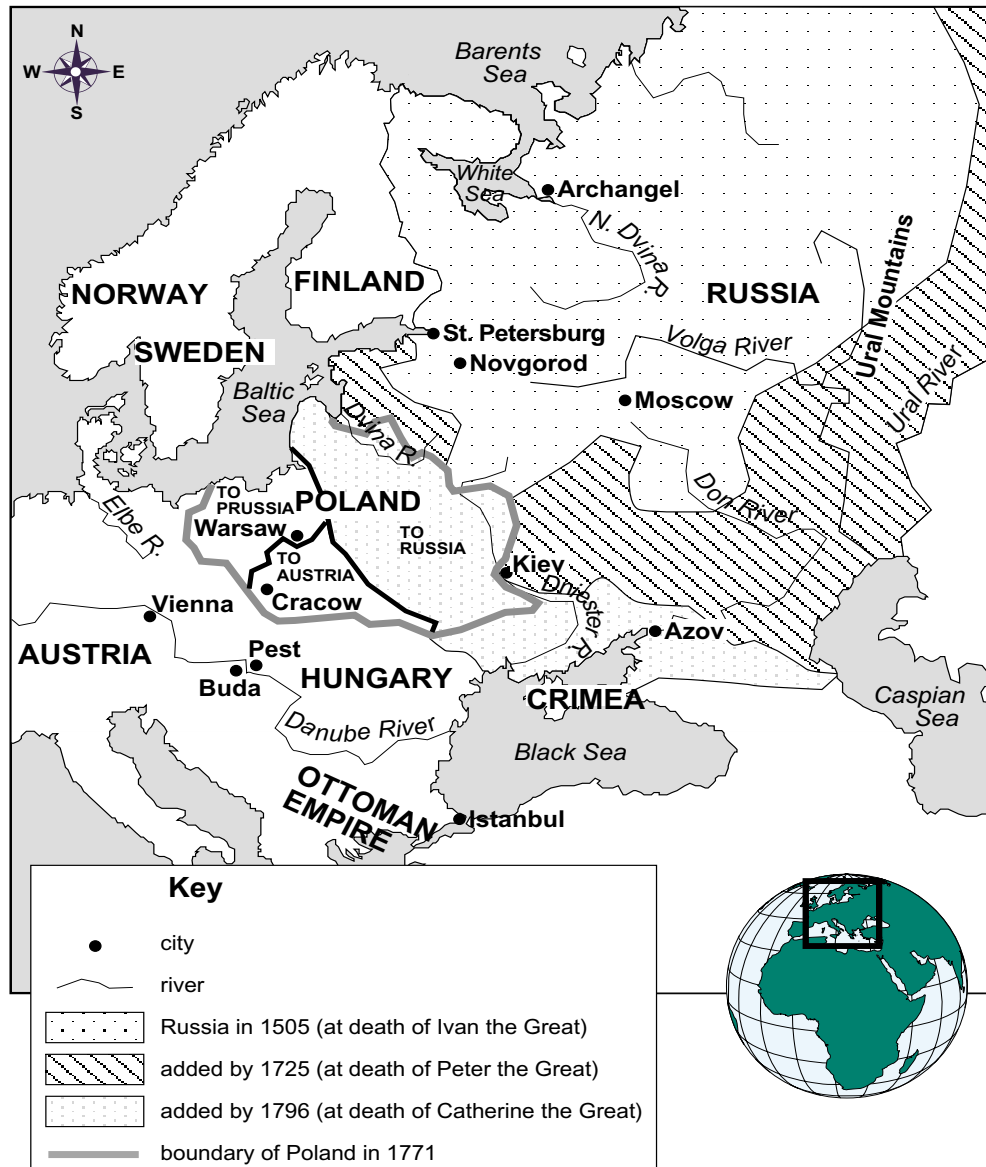 N
W
E
S
Barents
Sea
White
Sea
Archangel
N. Dvina R.
NORWAY
FINLAND
RUSSIA
Ural Mountains
SWEDEN
St. Petersburg
Volga River
Novgorod
Ural River
Baltic
Sea
Moscow
Dvina R.
Don River
Elbe R.
TO
PRUSSIA
POLAND
Warsaw
TO
RUSSIA
TO
AUSTRIA
Kiev
Cracow
Dniester R.
Vienna
Azov
AUSTRIA
Pest
Buda
HUNGARY
CRIMEA
Caspian
Sea
Danube River
Black Sea
OTTOMAN
EMPIRE
Istanbul
Key
city
river
Russia in 1505 (at death of Ivan the Great)
added by 1725 (at death of Peter the Great)
added by 1796 (at death of Catherine the Great)
boundary of Poland in 1771